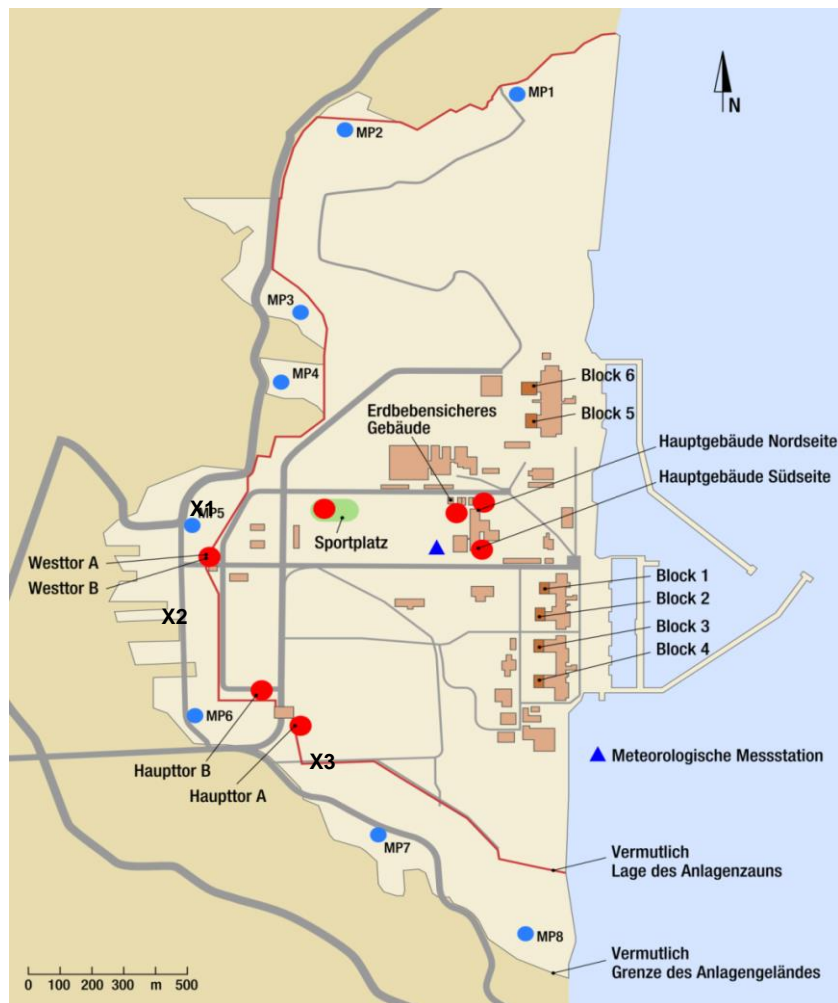 MP1
N
MP2
MP3
MP4
Block 6
Block 5
Erdbebensicheres
Gebäude
Hauptgebäude Nordseite
Hauptgebäude Südseite
X1
MP5
Sportplatz
Westtor A
Westtor B
Block 1
Block 2
X2
Block 3
Block 4
MP6
Meteorologische Messstation
X3
Haupttor B
Haupttor A
MP7
Vermutlich
Lage des Anlagenzauns
MP8
Vermutlich
Grenze des Anlagengeländes
0 100 200 300 m 500